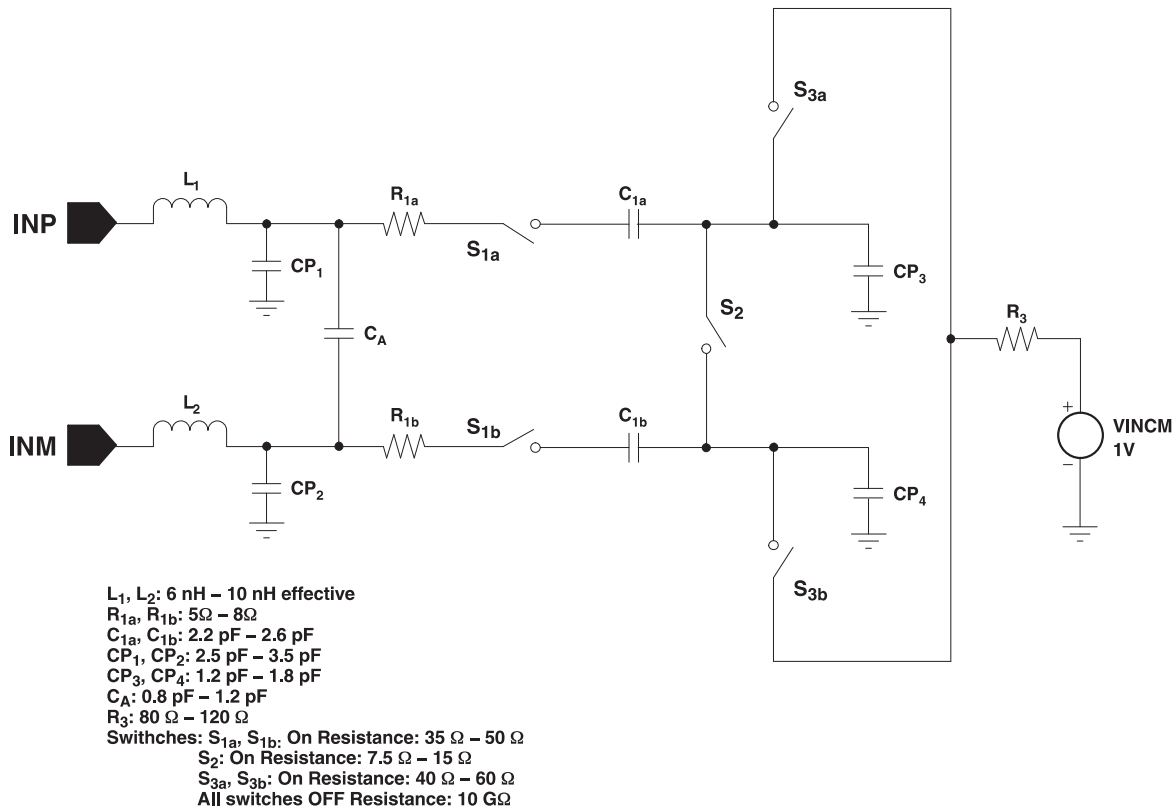 S3a
L1
INP
R1a
C1a
S1a
CP1
CP3
S2
R3
CA
L2
R1b
S1b
C1b
+
VINCM
1V
−
INM
CP2
CP4
S3b
L1, L2: 6 nH – 10 nH effective
R1a, R1b: 5Ω – 8Ω
C1a, C1b: 2.2 pF – 2.6 pF
CP1, CP2: 2.5 pF – 3.5 pF
CP3, CP4: 1.2 pF – 1.8 pF
CA: 0.8 pF – 1.2 pF
R3: 80 Ω – 120 Ω
Swithches: S1a, S1b: On Resistance: 35 Ω – 50 Ω
S2: On Resistance: 7.5 Ω – 15 Ω
S3a, S3b: On Resistance: 40 Ω – 60 Ω
All switches OFF Resistance: 10 GΩ